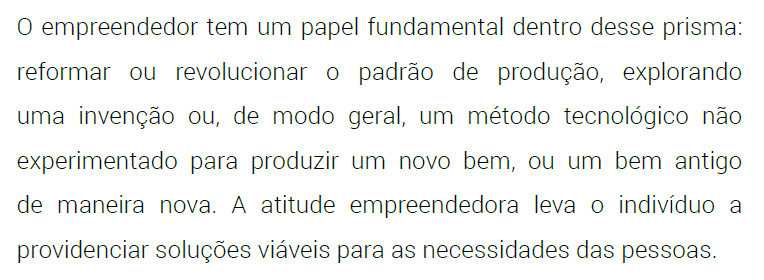 O empreendedor tem um papel fundamental dentro desse prisma:
reformar ou revolucionar o padrão de produção, explorando
uma invenção ou, de modo geral, um método tecnológico não
experimentado para produzir um novo bem, ou um bem antigo
de maneira nova. A atitude empreendedora leva o indivíduo a
providenciar soluções viáveis para as necessidades das pessoas.